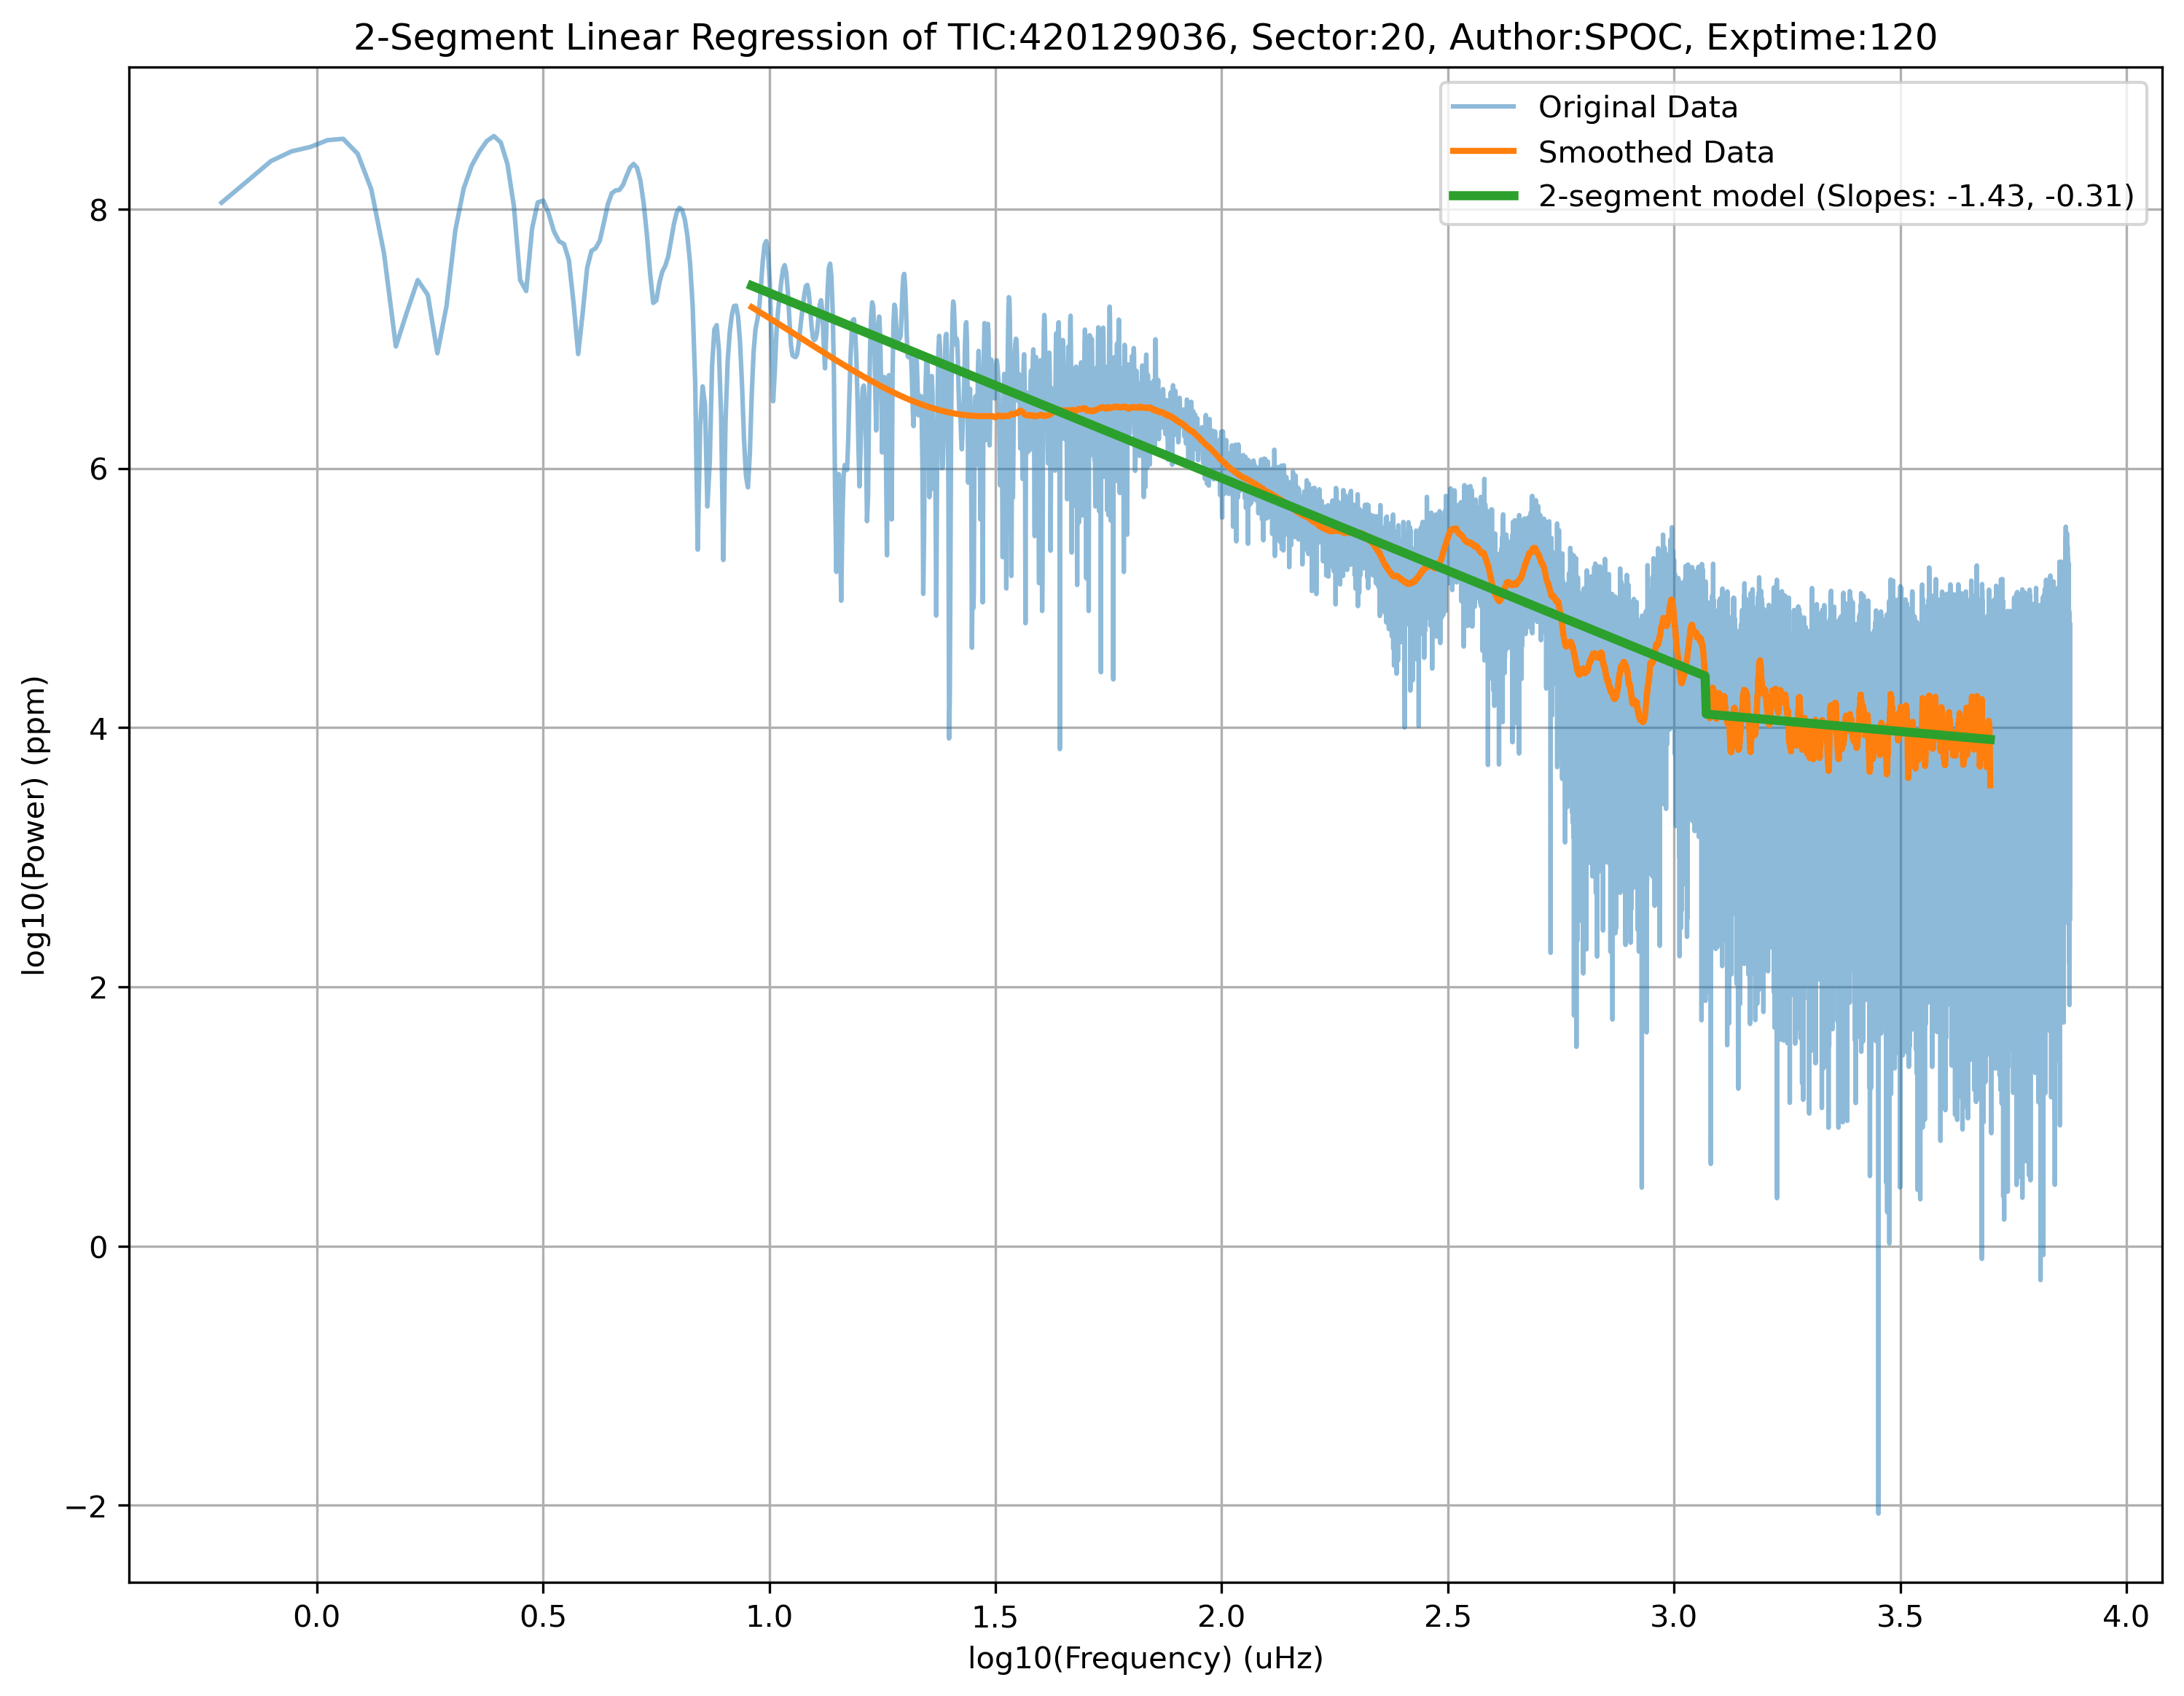 2-Segment Linear Regression of TIC:420129036, Sector:20, Author:SPOC, Exptime:120
Original Data
Smoothed Data
2-segment model (Slopes: -1.43, -0.31)
log10(Power) (ppm)
8
6
4
2
0
−2
0.0 0.5 1.0 1.5 2.0 2.5 3.0 3.5 4.0
log10(Frequency) (uHz)